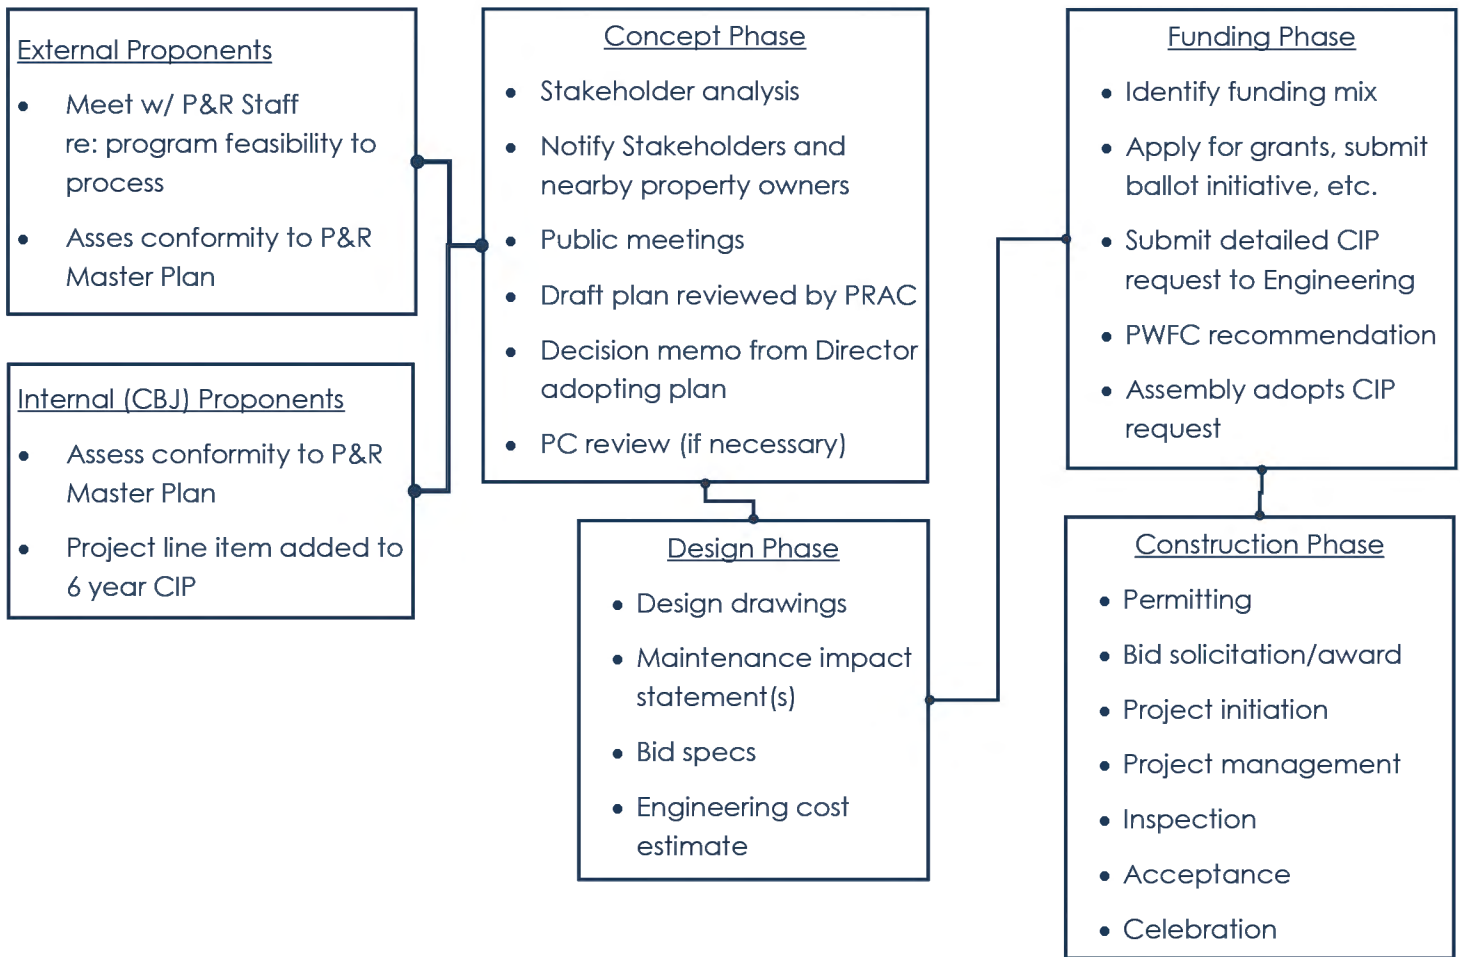 External Proponents
• Meet w/ P&R Staff
re: program feasibility to
process
• Asses conformity to P&R
Master Plan
Internal (CBJ) Proponents
• Assess conformity to P&R
Master Plan
• Project line item added to
6 year CIP
Concept Phase
• Stakeholder analysis
• Notify Stakeholders and
nearby property owners
• Public meetings
• Draft plan reviewed by PRAC
• Decision memo from Director
adopting plan
• PC review (if necessary)
Design Phase
• Design drawings
• Maintenance impact
statement(s)
• Bid specs
• Engineering cost
estimate
Funding Phase
• Identify funding mix
• Apply for grants, submit
ballot initiative, etc.
• Submit detailed CIP
request to Engineering
• PWFC recommendation
• Assembly adopts CIP
request
Construction Phase
• Permitting
• Bid solicitation/award
• Project initiation
• Project management
• Inspection
• Acceptance
• Celebration